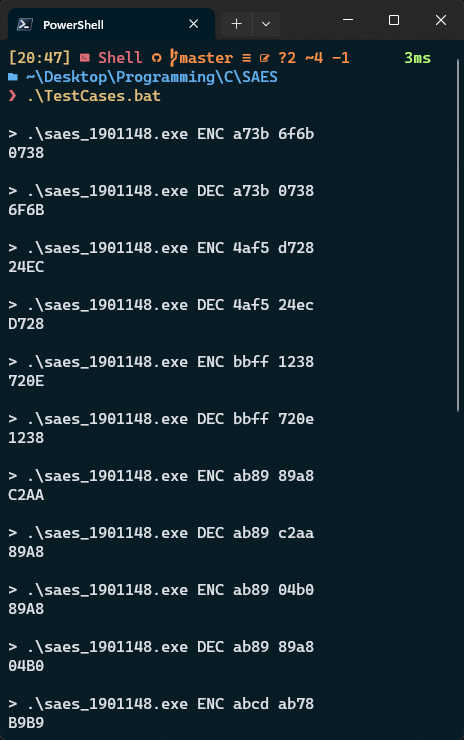 PowerShell
[20:47] Shell master ≡ ?2 ~4 -1 3ms
~\Desktop\Programming\C\SAES
❯ .\TestCases.bat
> .\saes_1901148.exe ENC a73b 6f6b
0738
> .\saes_1901148.exe DEC a73b 0738
6F6B
> .\saes_1901148.exe ENC 4af5 d728
24EC
> .\saes_1901148.exe DEC 4af5 24ec
D728
> .\saes_1901148.exe ENC bbff 1238
720E
> .\saes_1901148.exe DEC bbff 720e
1238
> .\saes_1901148.exe ENC ab89 89a8
C2AA
> .\saes_1901148.exe DEC ab89 c2aa
89A8
> .\saes_1901148.exe ENC ab89 04b0
89A8
> .\saes_1901148.exe DEC ab89 89a8
04B0
> .\saes_1901148.exe ENC abcd ab78
B9B9